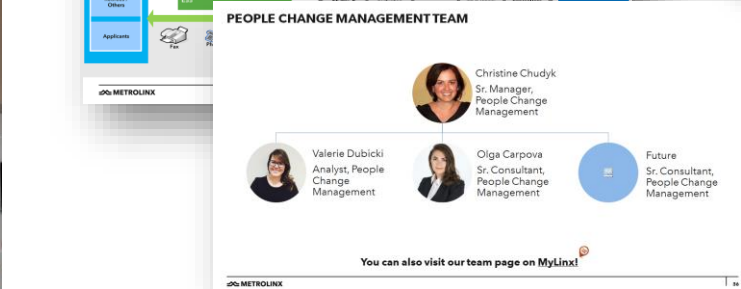 Others
ESS
Applicants
Fax
METROLINX
PEOPLE CHANGE MANAGEMENT TEAM
Christine Chudyk
Sr. Manager,
People Change
Management
Valerie Dubicki
Analyst, People
Change
Management
Olga Carpova
Sr. Consultant,
People Change
Management
Future
Sr. Consultant,
People Change
Management
You can also visit our team page on MyLinx!
METROLINX
26